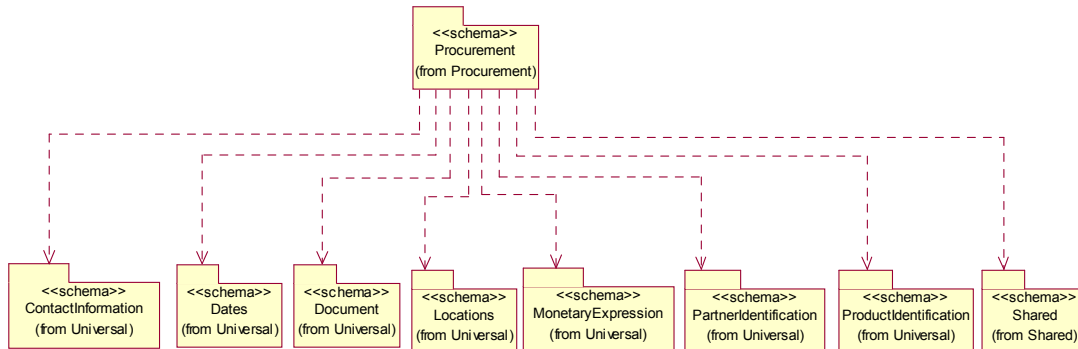 <<schema>>
Procurement
(from Procurement)
<<schema>>
ContactInformation
(from Universal)
<<schema>>
Dates
(from Universal)
<<schema>>
Document
(from Universal)
<<schema>>
Locations
(from Universal)
<<schema>>
MonetaryExpression
(from Universal)
<<schema>>
PartnerIdentification
(from Universal)
<<schema>>
ProductIdentification
(from Universal)
<<schema>>
Shared
(from Shared)